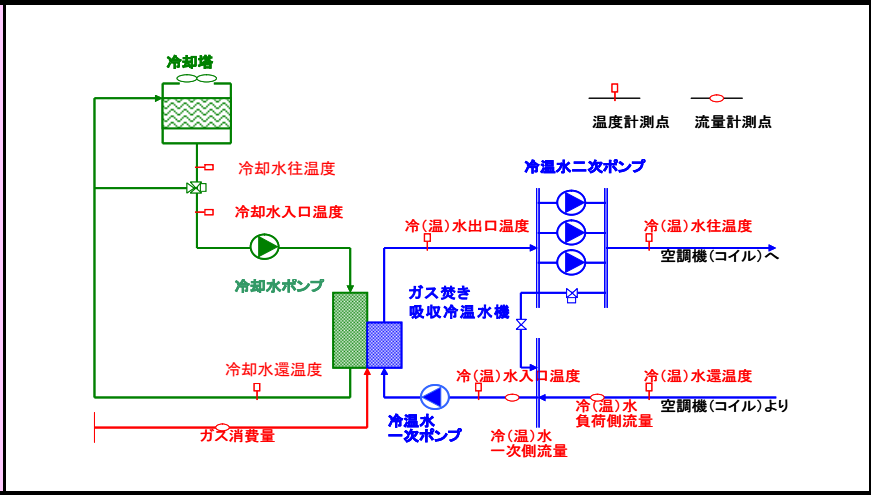 冷却塔
温度計測点
流量計測点
冷却水往温度
冷温水二次ポンプ
冷却水入口温度
冷(温)水出口温度
冷(温)水往温度
空調機(コイル)へ
冷却水ポンプ
ガス焚き
吸収冷温水機
冷却水還温度
冷(温)水入口温度
冷(温)水還温度
冷(温)水
負荷側流量
空調機(コイル)より
冷温水
一次ポンプ
ガス消費量
冷(温)水
一次側流量